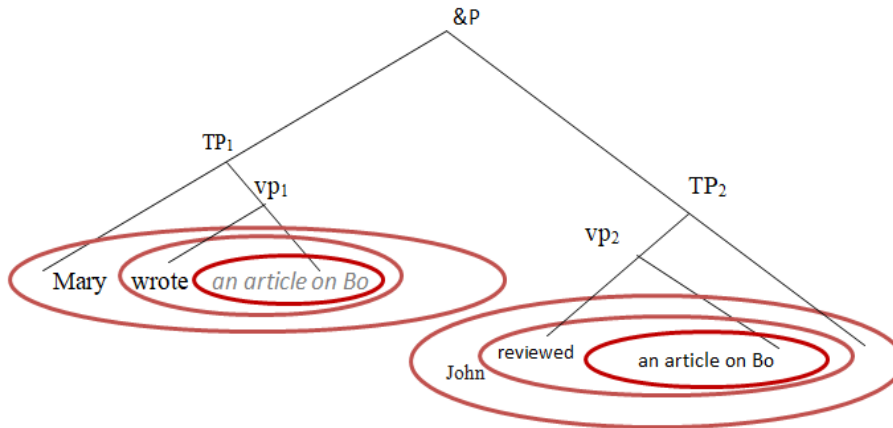 &P
TP₁
vp₁
TP₂
vp₂
Mary wrote an article on Bo
reviewed an article on Bo
John